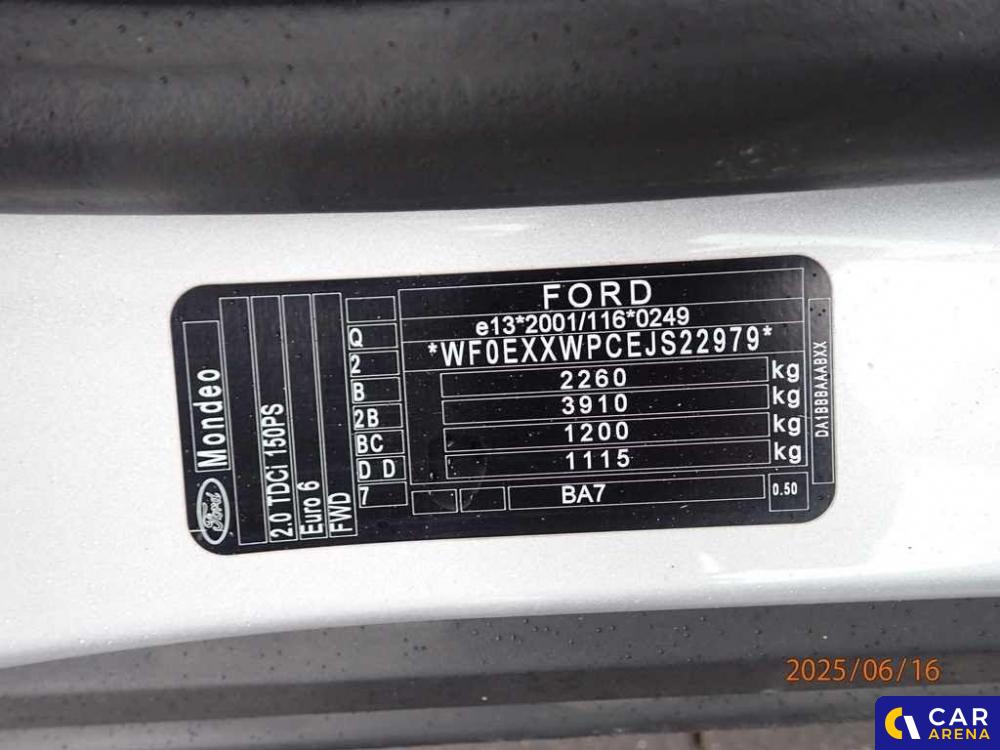 FORD
e13*2001/116*0249
*WF0EXXWPCEJS22979*
2260 kg
3910 kg
1200 kg
1115 kg
BA7
0.50
DA1BBBAAABXX
Q
2
B
2B
BC
D D
7
Mondeo
Ford
2.0 TDCi 150PS
Euro 6
FWD
2025/06/16
CAR
ARENA